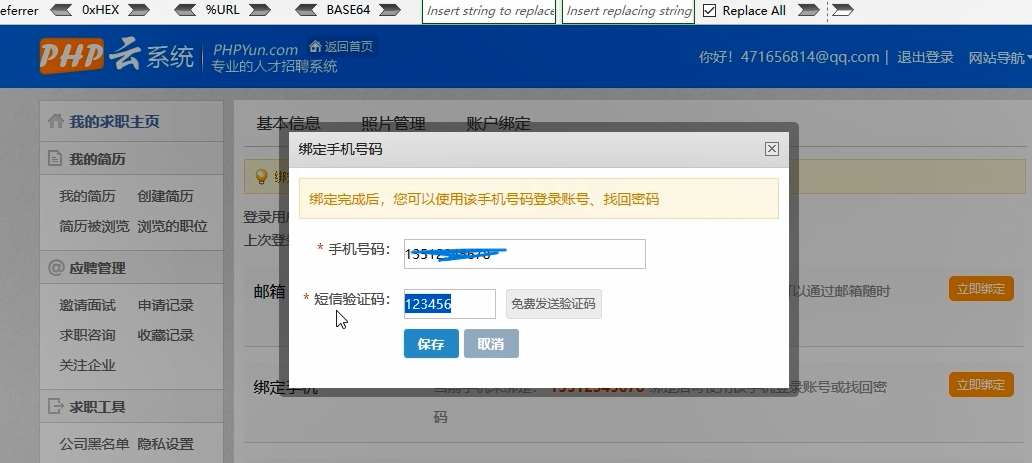 eferrer 0xHEX %URL BASE64 Insert string to replace Insert replacing string Replace All
PHP云系统 PHPYun.com 返回首页
专业的人才招聘系统
你好！471656814@qq.com | 退出登录 网站导航
我的求职主页
基本信息 照片管理 账户绑定
我的简历
我的简历 创建简历
简历被浏览 浏览的职位
应聘管理
邀请面试 申请记录
求职咨询 收藏记录
关注企业
求职工具
公司黑名单 隐私设置
绑定手机号码
绑定完成后，您可以使用该手机号码登录账号、找回密码
* 手机号码：
* 短信验证码： 123456 免费发送验证码
保存 取消
绑
登录用
上次登
邮箱 可以通过邮箱随时 立即绑定
绑定手机 绑定后可使用该手机登录账号或找回密 立即绑定
码